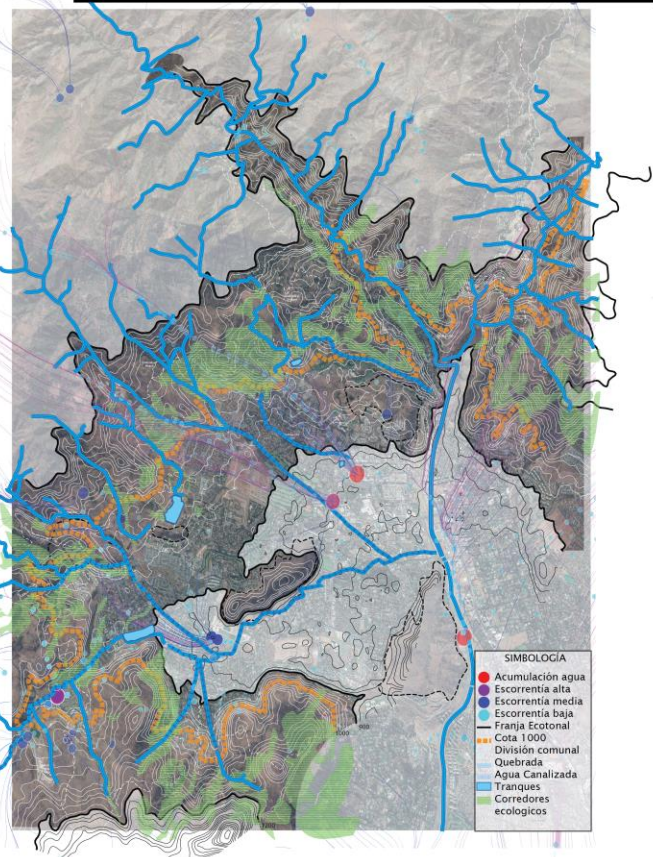 SIMBOLOGÍA
Acumulación agua
Escorrentía alta
Escorrentía media
Escorrentía baja
Franja Ecotonal
Cota 1000
División comunal
Quebrada
Agua Canalizada
Tranques
Corredores
ecologicos